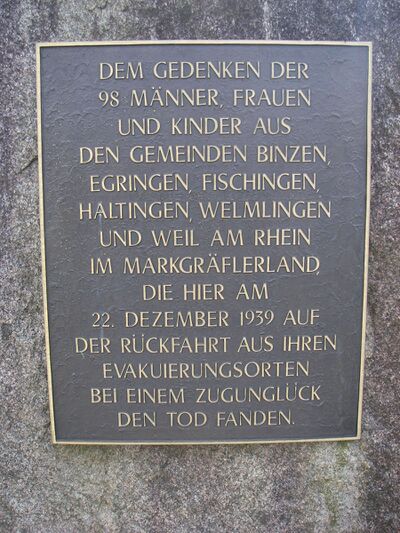 DEM GEDENKEN DER
98 MÄNNER, FRAUEN
UND KINDER AUS
DEN GEMEINDEN BINZEN,
EGRINGEN, FISCHINGEN,
HALTINGEN, WELMLINGEN
UND WEIL AM RHEIN
IM MARKGRÄFLERLAND,
DIE HIER AM
22. DEZEMBER 1939 AUF
DER RÜCKFAHRT AUS IHREN
EVAKUIERUNGSORTEN
BEI EINEM ZUGUNGLÜCK
DEN TOD FANDEN.